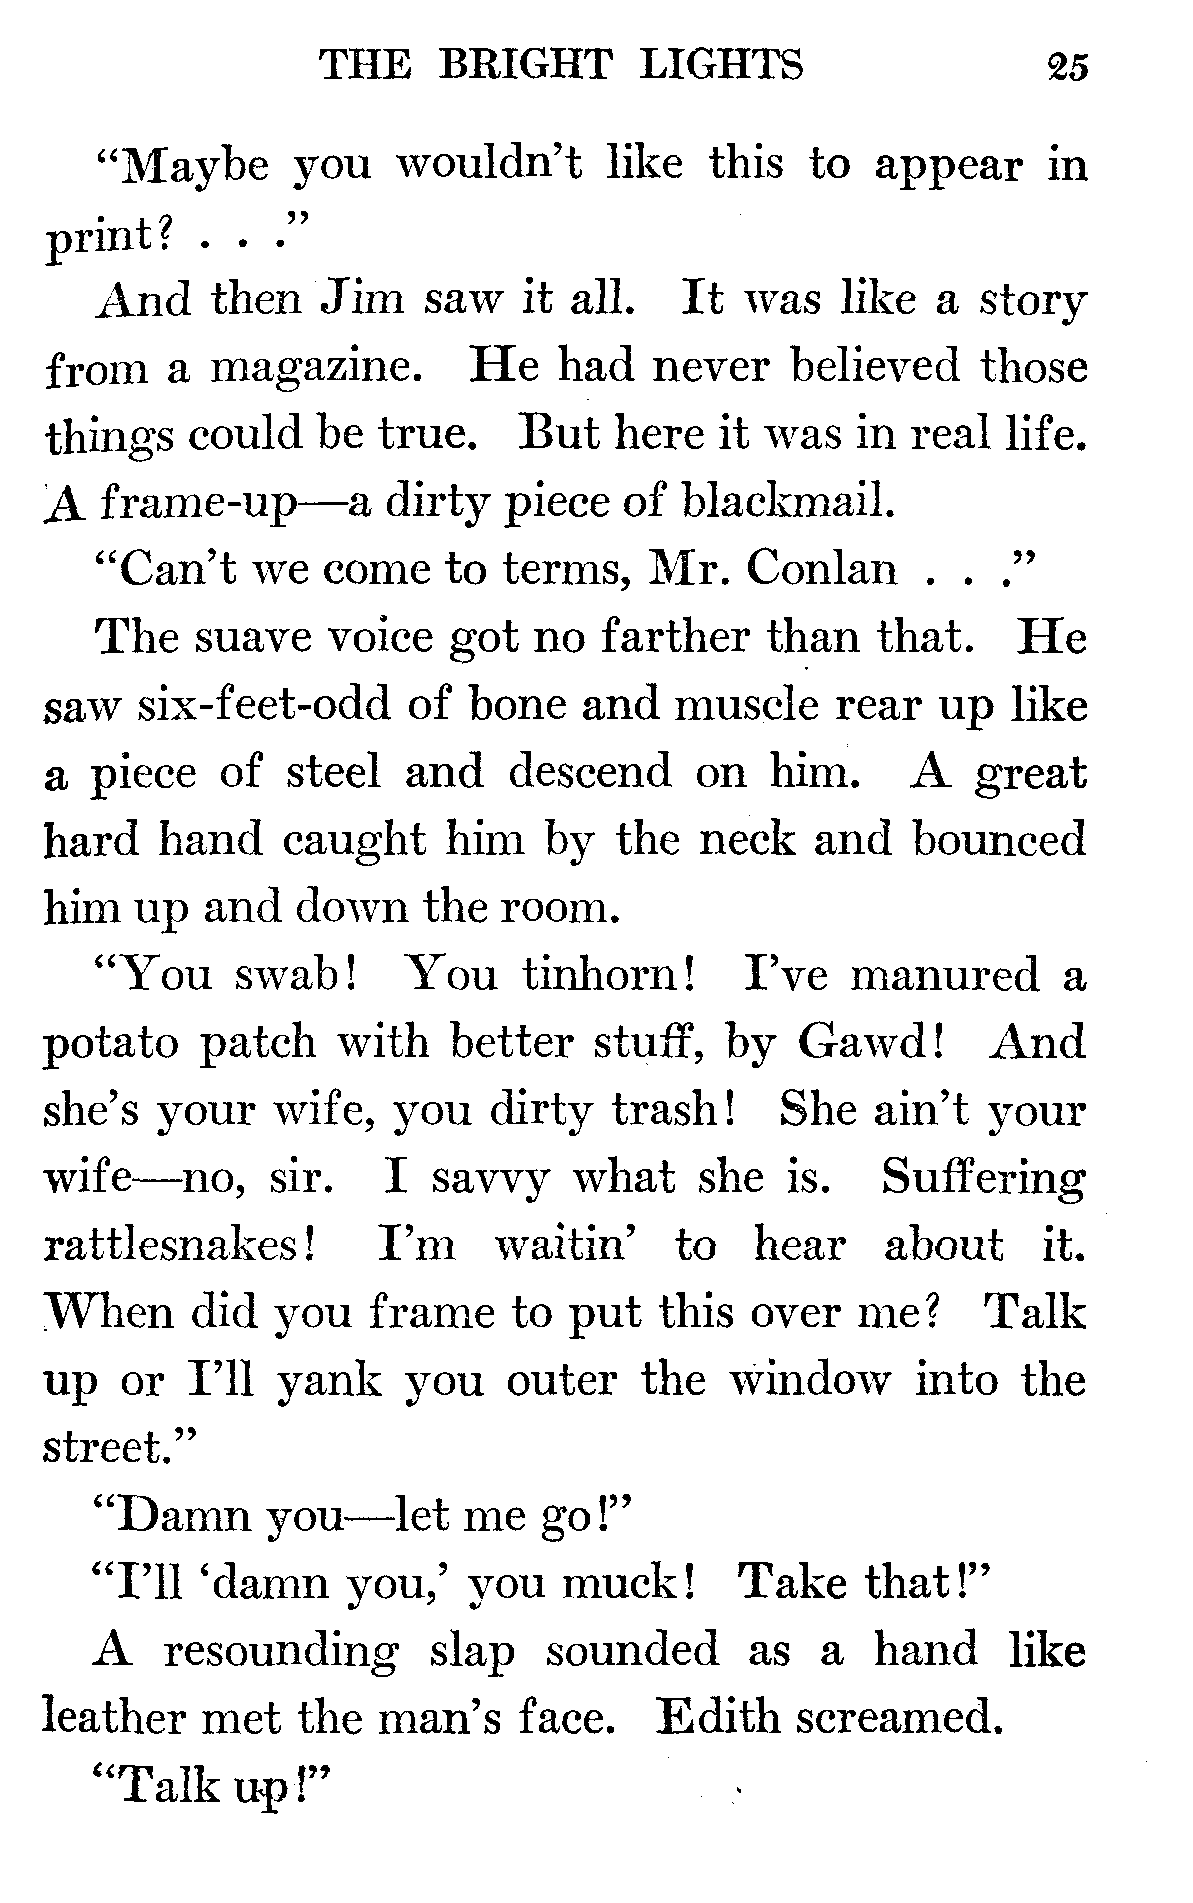 THE BRIGHT LIGHTS 25
“Maybe you wouldn’t like this to appear in
print? . . .”
And then Jim saw it all. It was like a story
from a magazine. He had never believed those
things could be true. But here it was in real life.
A frame-up—a dirty piece of blackmail.
“Can’t we come to terms, Mr. Conlan . . .”
The suave voice got no farther than that. He
saw six-feet-odd of bone and muscle rear up like
a piece of steel and descend on him. A great
hard hand caught him by the neck and bounced
him up and down the room.
“You swab! You tinhorn! I’ve manured a
potato patch with better stuff, by Gawd! And
she’s your wife, you dirty trash! She ain’t your
wife—no, sir. I savvy what she is. Suffering
rattlesnakes! I’m waitin’ to hear about it.
When did you frame to put this over me? Talk
up or I’ll yank you outer the window into the
street.”
“Damn you—let me go!”
“I’ll ‘damn you,’ you muck! Take that!”
A resounding slap sounded as a hand like
leather met the man’s face. Edith screamed.
“Talk up!”